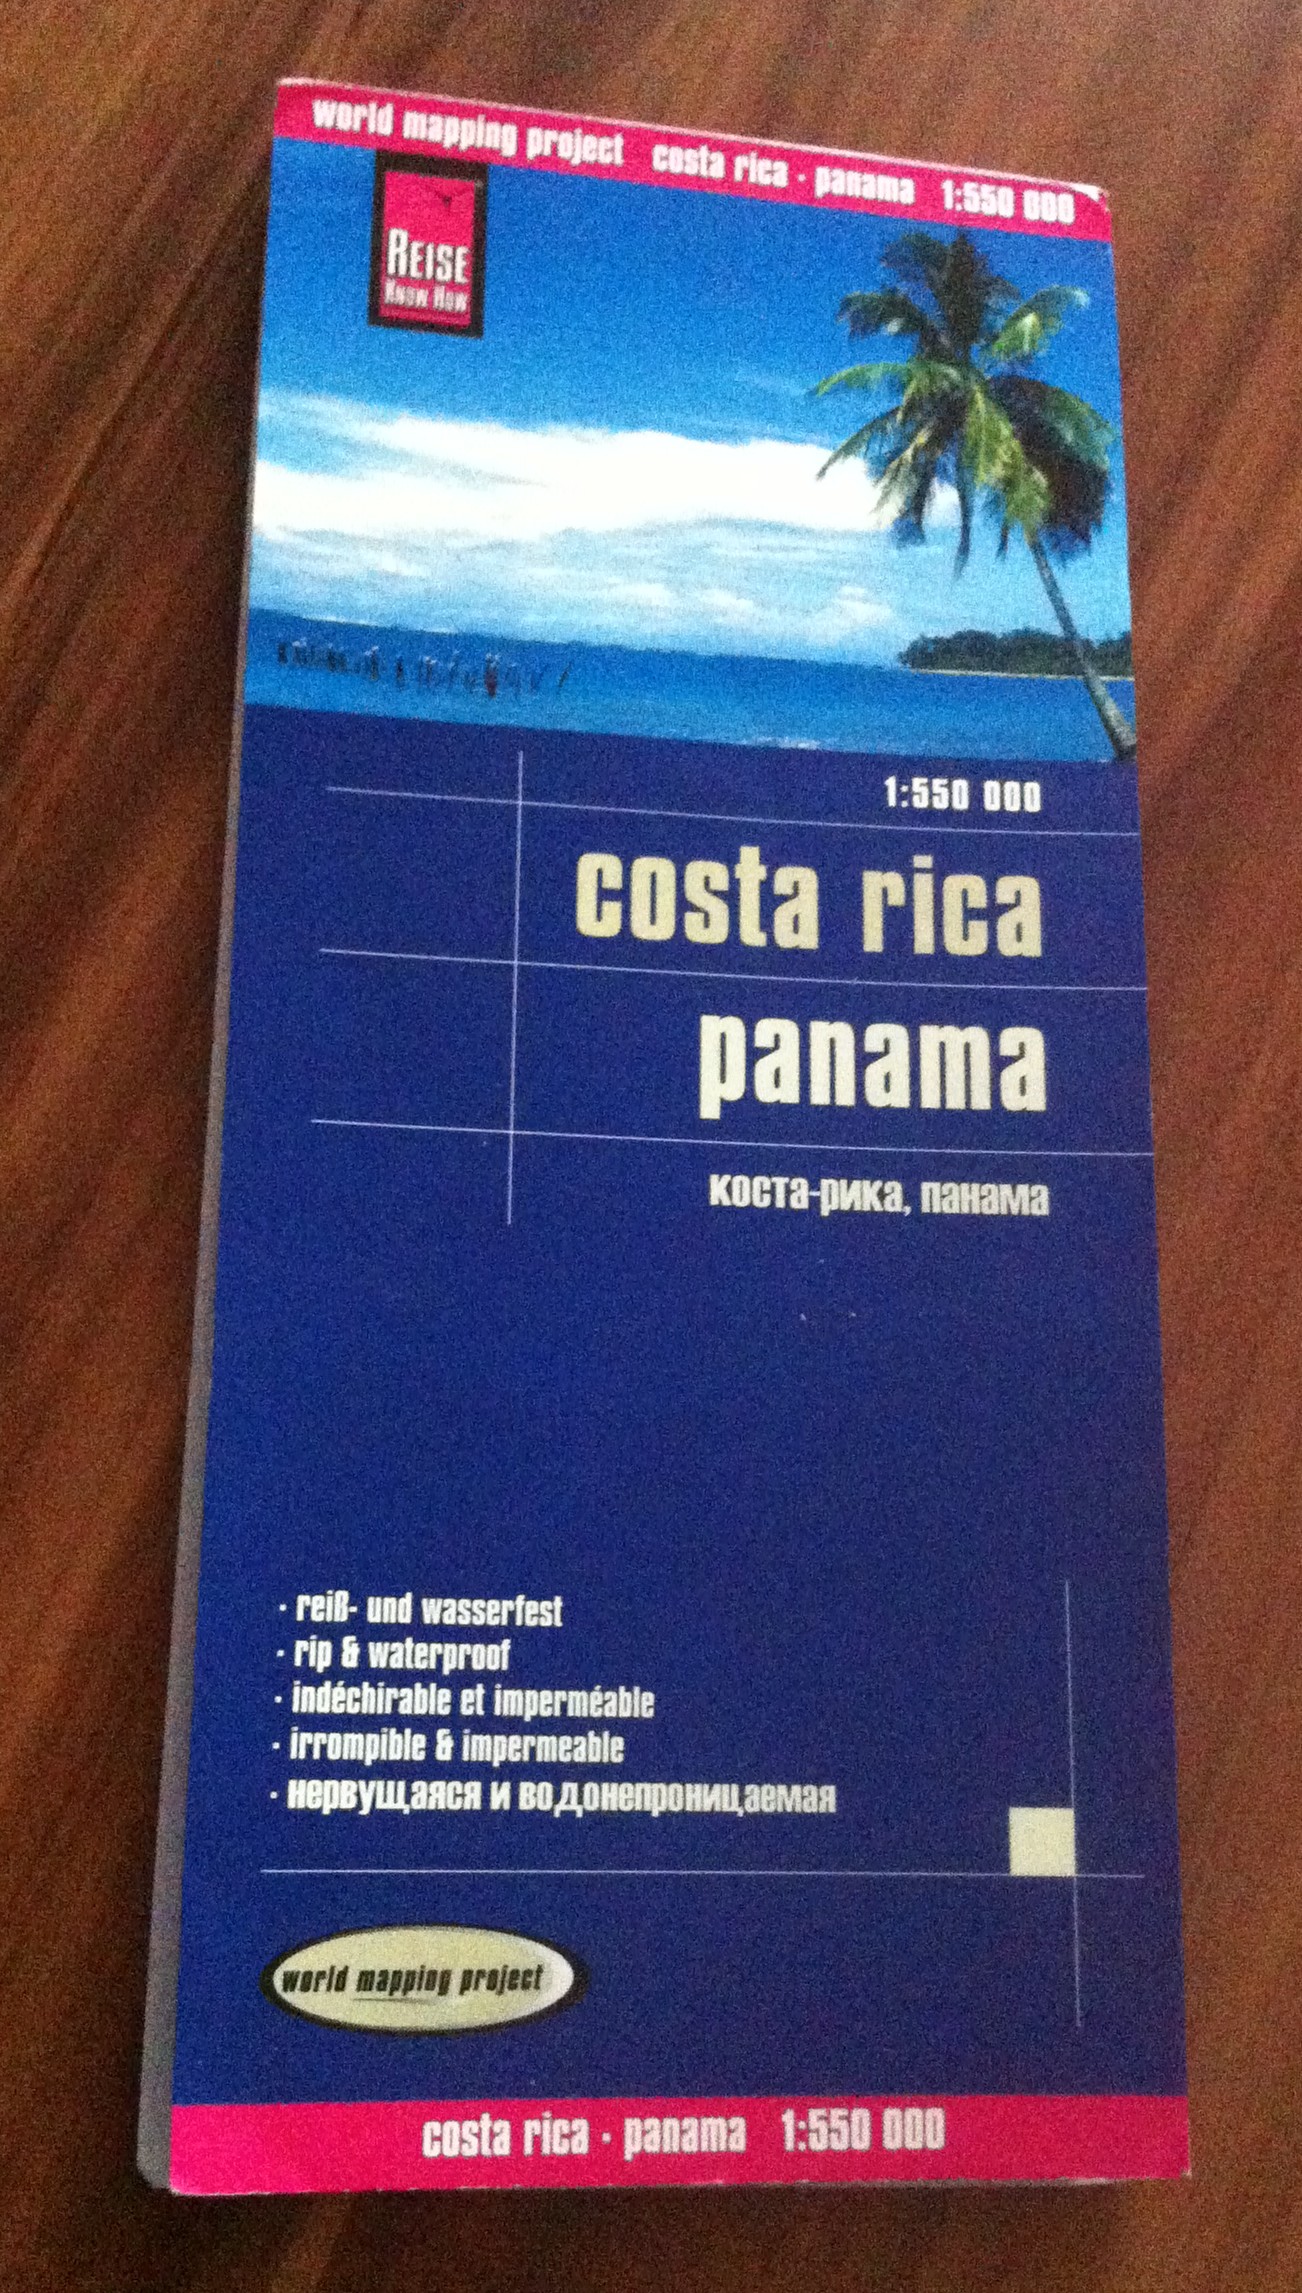 world mapping project costa rica · panama 1:550 000
REISE
KNOW HOW
1:550 000
costa rica
panama
коста-рика, панама
· reiß- und wasserfest
· rip & waterproof
· indéchirable et imperméable
· irrompible & impermeable
· нервущаяся и водонепроницаемая
world mapping project
costa rica · panama 1:550 000